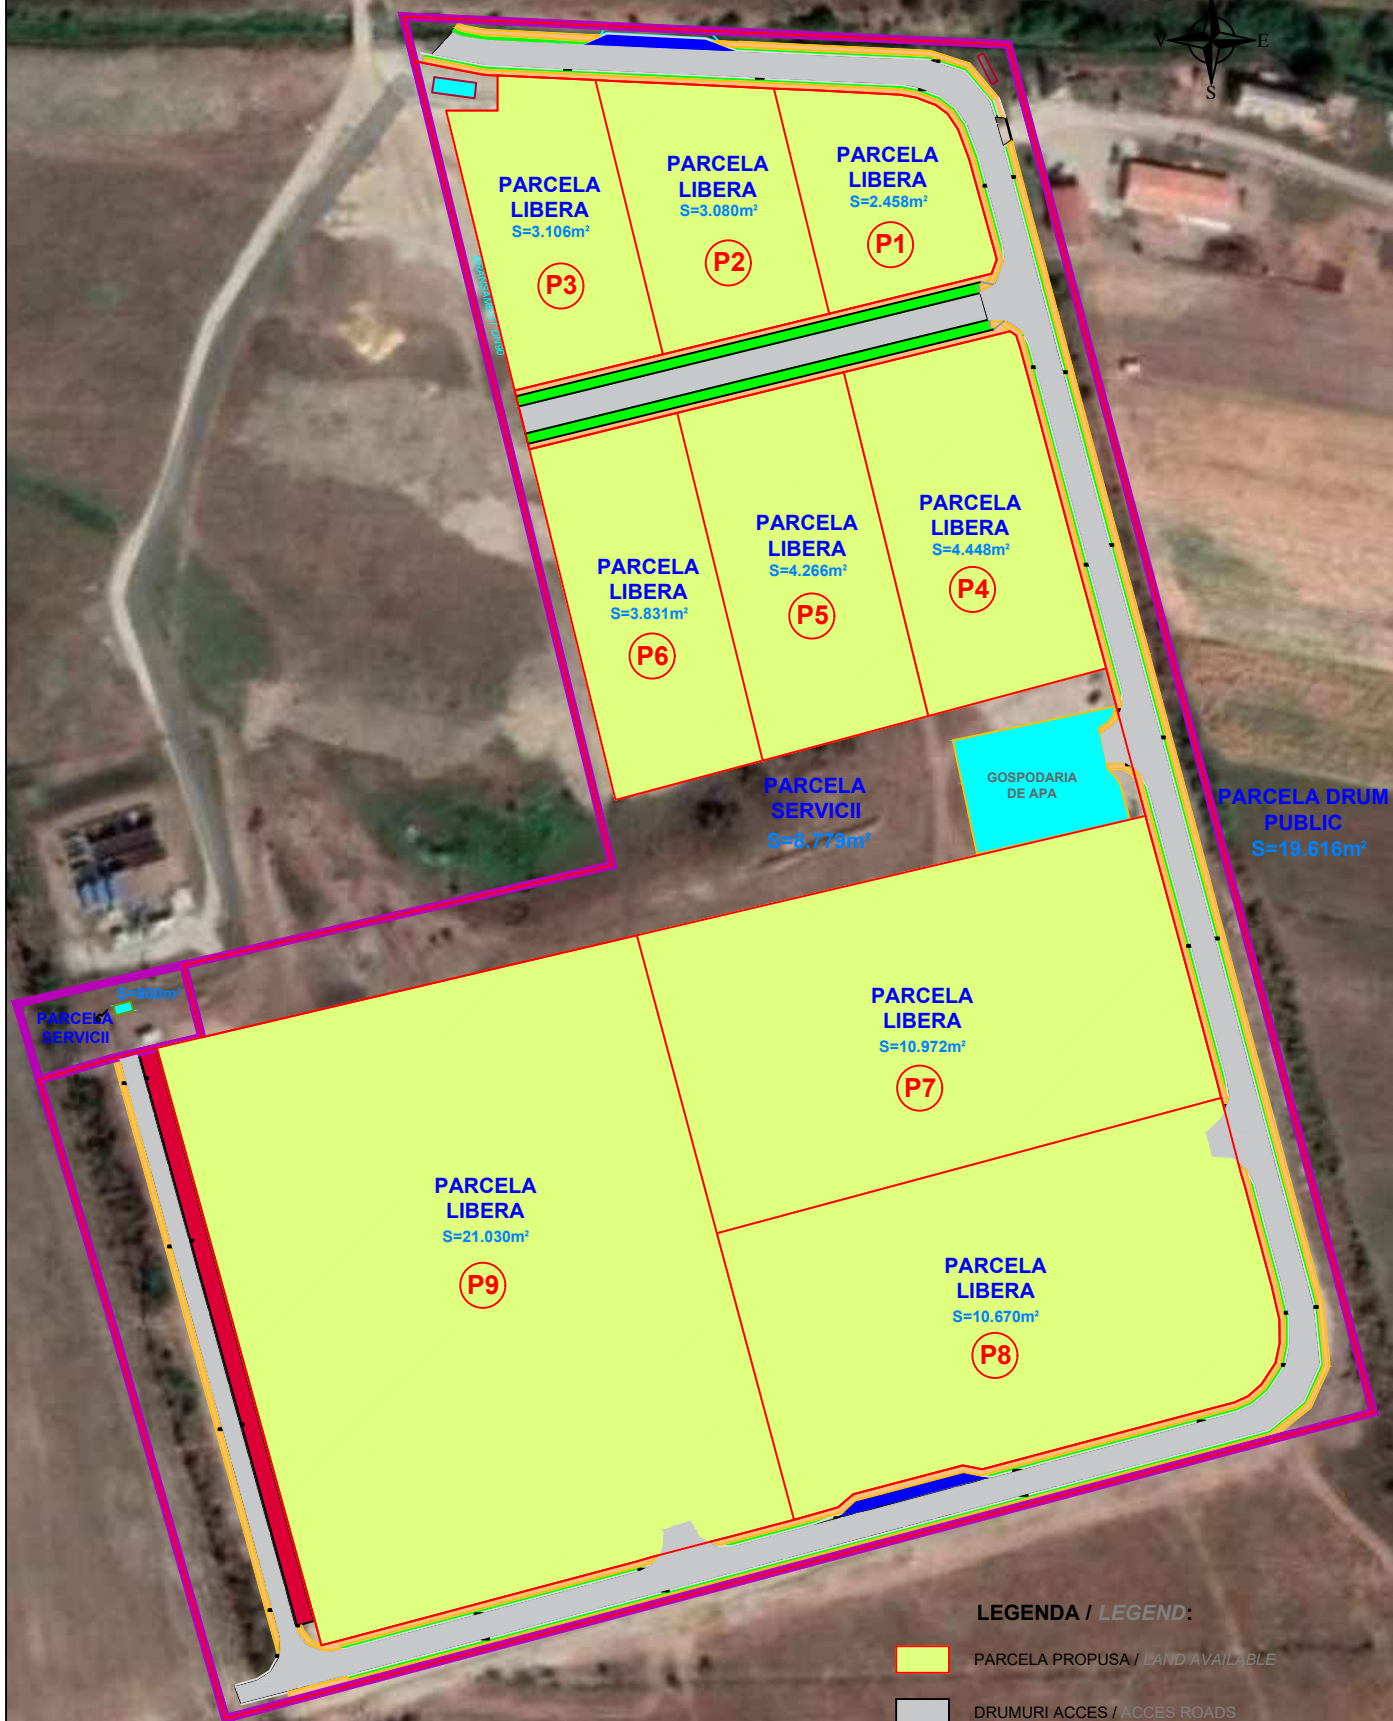 V
E
S
PARCELA
LIBERA
S=3.106m²
P3
PARCELA
LIBERA
S=3.080m²
P2
PARCELA
LIBERA
S=2.458m²
P1
PARCELA
LIBERA
S=3.831m²
P6
PARCELA
LIBERA
S=4.266m²
P5
PARCELA
LIBERA
S=4.448m²
P4
PARCELA
SERVICII
S=8.779m²
GOSPODARIA
DE APA
PARCELA DRUM
PUBLIC
S=19.616m²
S=900m²
PARCELA
SERVICII
PARCELA
LIBERA
S=10.972m²
P7
PARCELA
LIBERA
S=21.030m²
P9
PARCELA
LIBERA
S=10.670m²
P8
LEGENDA / LEGEND:
PARCELA PROPUSA / LAND AVAILABLE
DRUMURI ACCES / ACCES ROADS